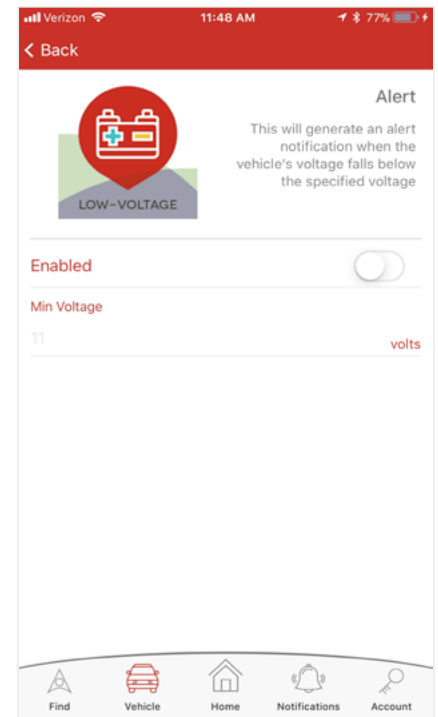 Verizon 11:48 AM 77%
Back
Alert
This will generate an alert
notification when the
vehicle's voltage falls below
the specified voltage
LOW-VOLTAGE
Enabled
Min Voltage
11
volts
Find Vehicle Home Notifications Account